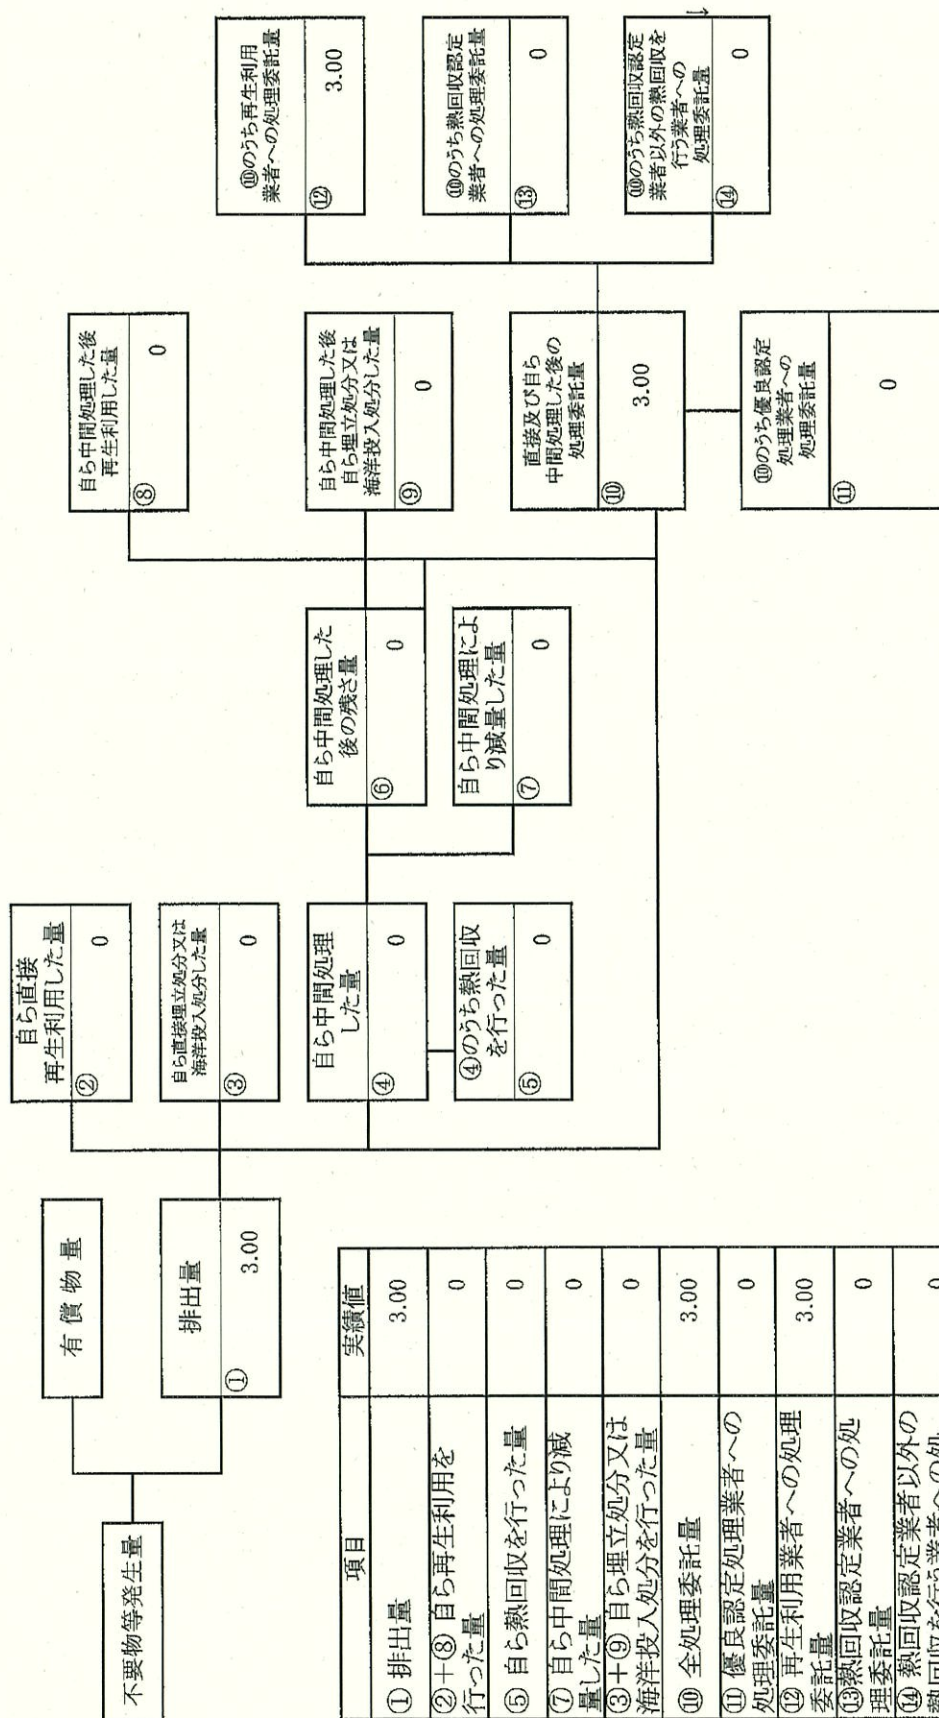 不要物等発生量
有償物量
排出量
①
3.00
自ら直接
再生利用した量
②
0
自ら直接埋立処分又は
海洋投入処分した量
③
0
自ら中間処理
した量
④
0
④のうち熱回収
を行った量
⑤
0
自ら中間処理した
後の残さ量
⑥
0
自ら中間処理によ
り減量した量
⑦
0
自ら中間処理した後
再生利用した量
⑧
0
自ら中間処理した後
自ら埋立処分又は
海洋投入処分した量
⑨
0
直接及び自ら
中間処理した後の
処理委託量
⑩
3.00
⑩のうち優良認定
処理業者への
処理委託量
⑪
0
⑩のうち再生利用
業者への処理委託量
⑫
3.00
⑩のうち熱回収認定
業者への処理委託量
⑬
0
⑩のうち熱回収認定
業者以外の熱回収を
行う業者への
処理委託量
⑭
0
項目 実績値
①排出量 3.00
②+⑧自ら再生利用を
行った量 0
⑤自ら熱回収を行った量 0
⑦自ら中間処理により減
量した量 0
③+⑨自ら埋立処分又は
海洋投入処分を行った量 0
⑩全処理委託量 3.00
⑪優良認定処理業者への
処理委託量 0
⑫再生利用業者への処理
委託量 3.00
⑬熱回収認定業者への処
理委託量 0
⑭熱回収認定業者以外の
熱回収を行う業者への処 0